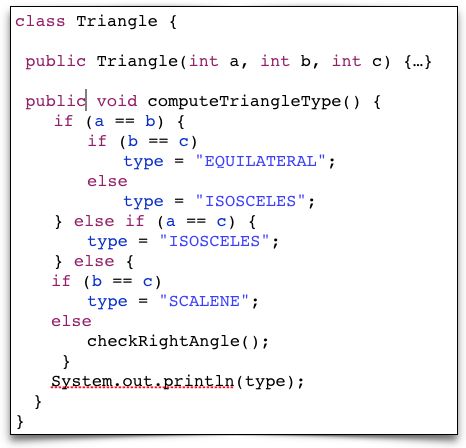 class Triangle {
public Triangle(int a, int b, int c) {…}
public void computeTriangleType() {
if (a == b) {
if (b == c)
type = "EQUILATERAL";
else
type = "ISOSCELES";
} else if (a == c) {
type = "ISOSCELES";
} else {
if (b == c)
type = "SCALENE";
else
checkRightAngle();
}
System.out.println(type);
}
}